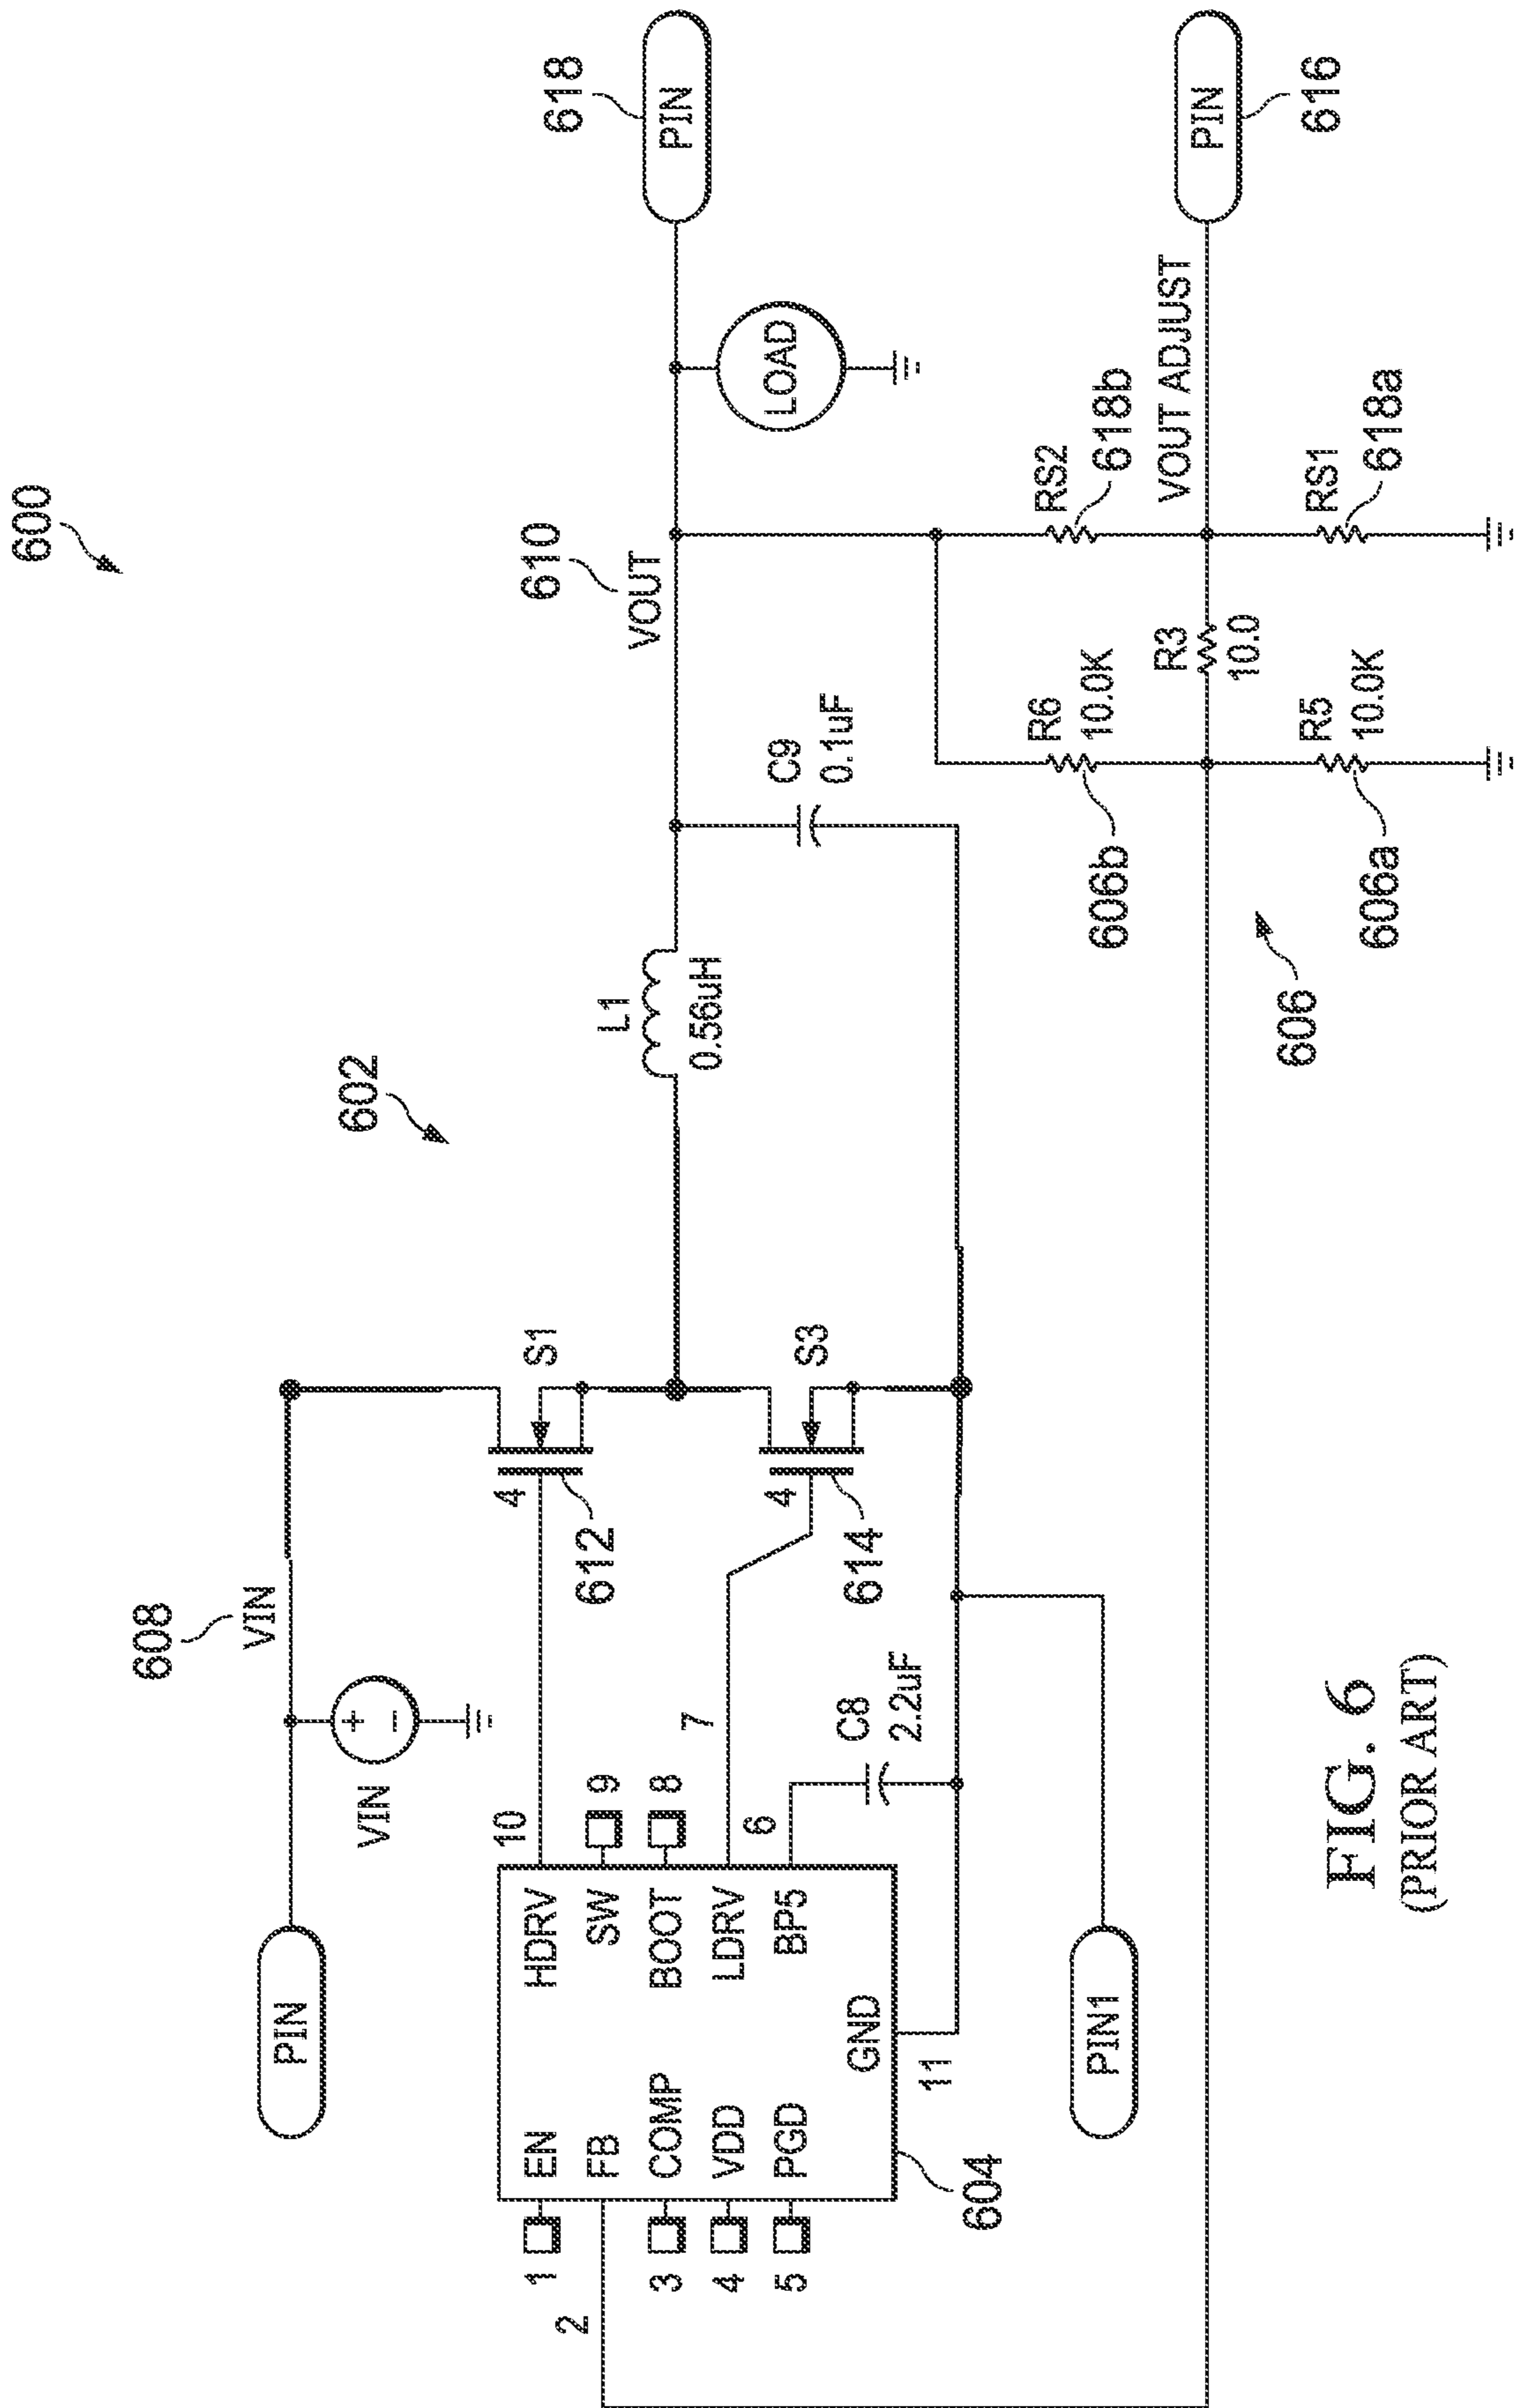 600
602
608
VIN
PIN
VIN
+
−
610
VOUT
618
PIN
LOAD
L1
0.56uH
S1
4
612
S3
4
614
C9
0.1uF
1
EN
2
FB
3
COMP
4
VDD
5
PGD
HDRV
10
SW
9
BOOT
8
LDRV
7
BP5
6
GND
11
604
C8
2.2uF
PIN1
R6
10.0K
606b
RS2
618b
R3
10.0
VOUT ADJUST
PIN
616
R5
10.0K
606a
RS1
618a
606
FIG. 6
(PRIOR ART)